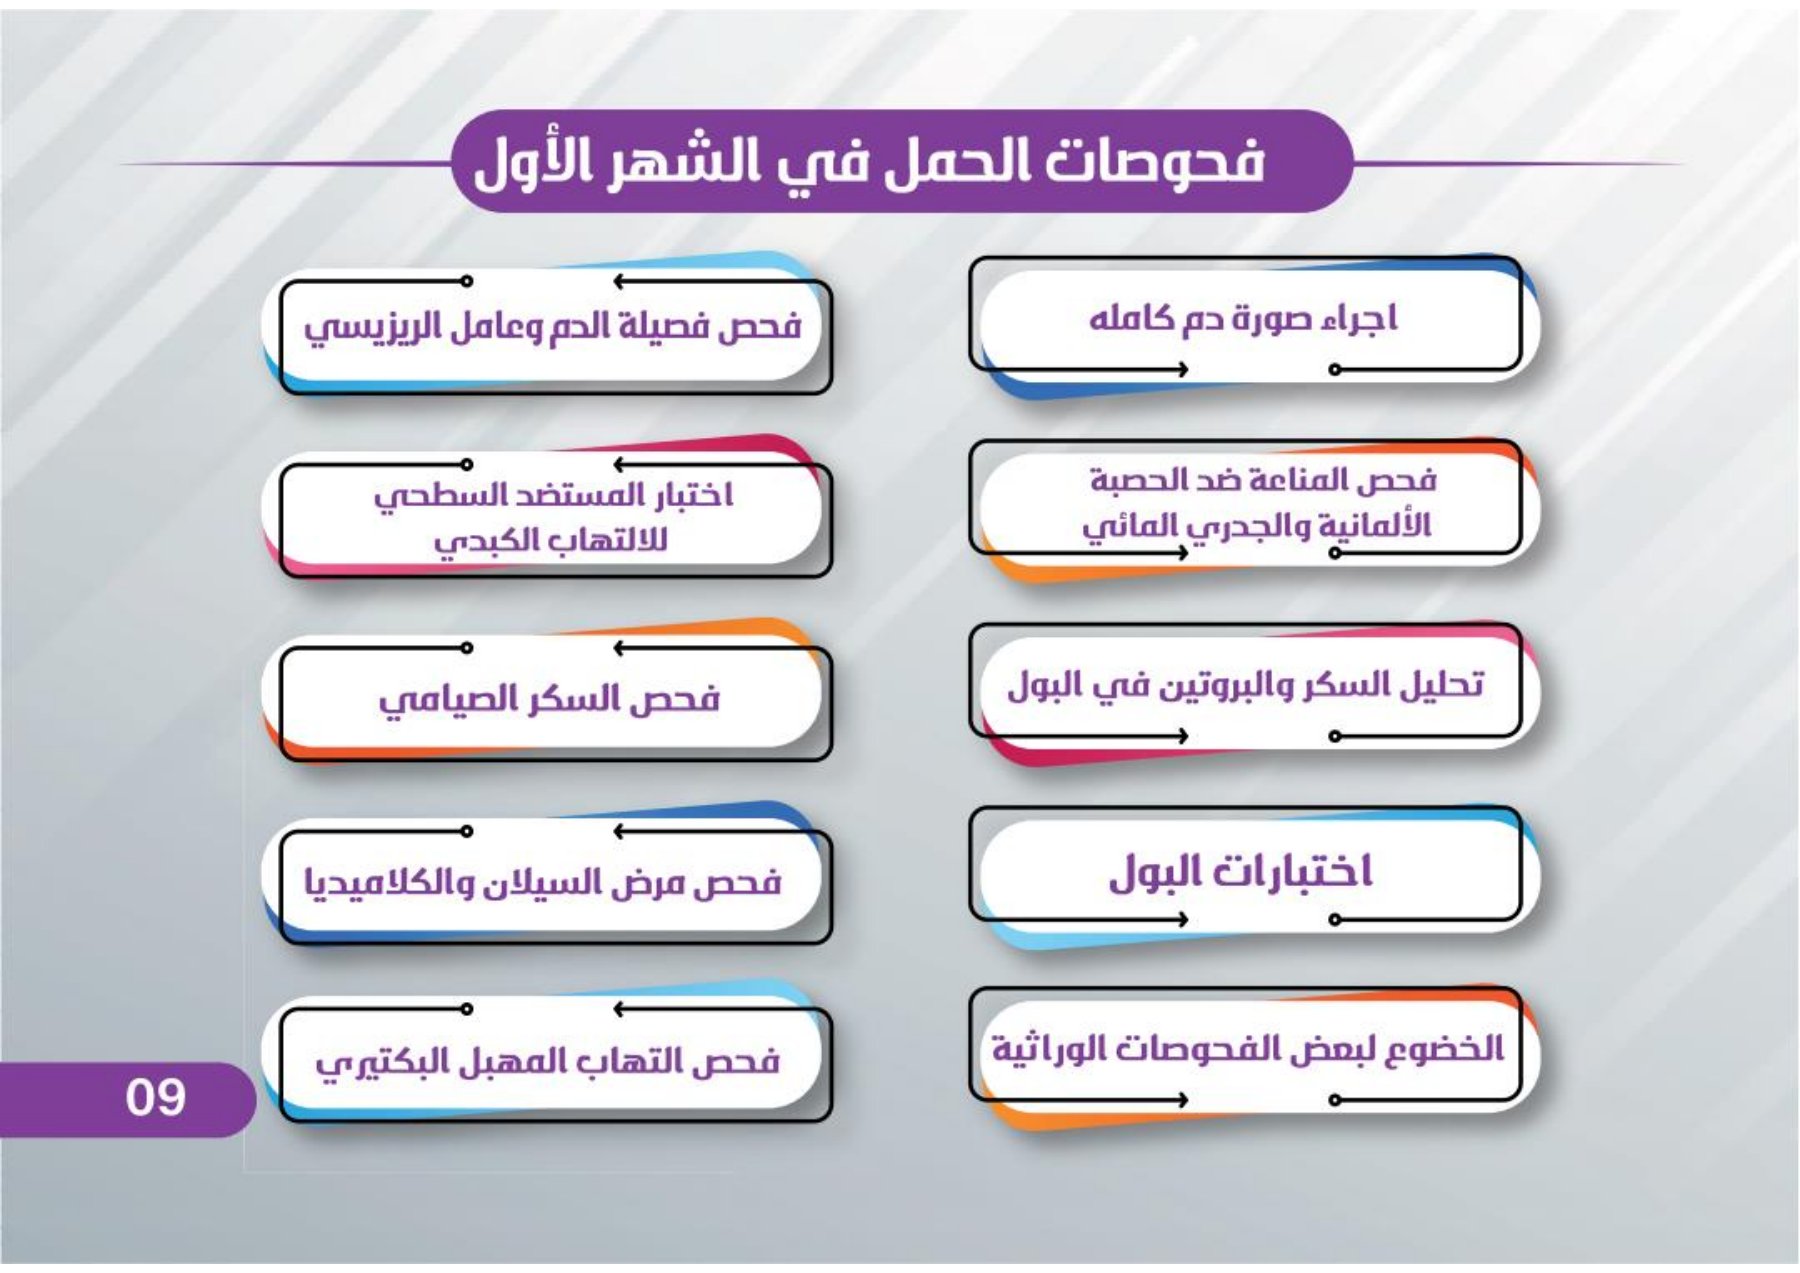 فحوصات الحمل في الشهر الأول
اجراء صورة دم كامله
فحص فصيلة الدم وعامل الريزيسي
فحص المناعة ضد الحصبة
الألمانية والجدري المائي
اختبار المستضد السطحي
للالتهاب الكبدي
تحليل السكر والبروتين في البول
فحص السكر الصيامي
اختبارات البول
فحص مرض السيلان والكلاميديا
الخضوع لبعض الفحوصات الوراثية
فحص التهاب المهبل البكتيري
09